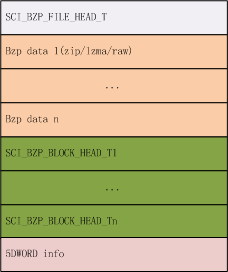 SCI_BZP_FILE_HEAD_T
Bzp data 1(zip/lzma/raw)
...
Bzp data n
SCI_BZP_BLOCK_HEAD_T1
...
SCI_BZP_BLOCK_HEAD_Tn
5DWORD info